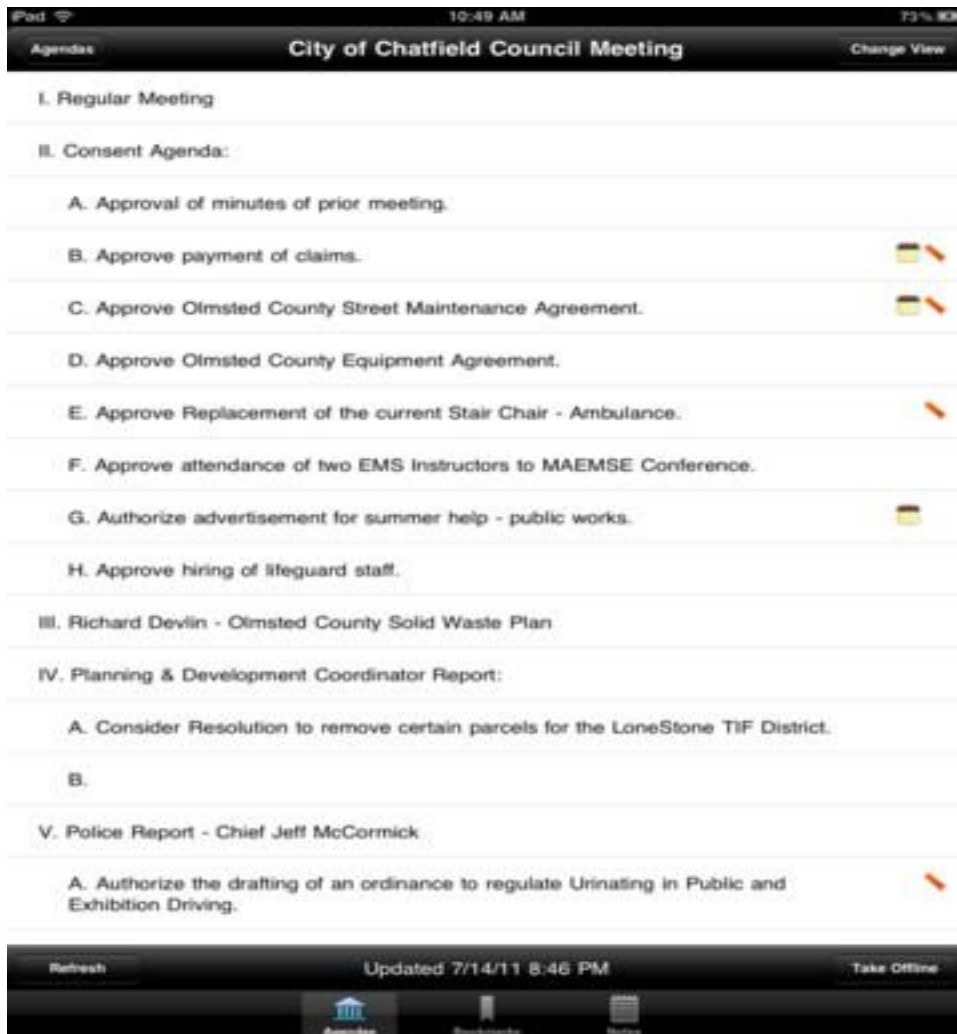 iPad 10:49 AM 73%
Agendas City of Chatfield Council Meeting Change View
I. Regular Meeting
II. Consent Agenda:
A. Approval of minutes of prior meeting.
B. Approve payment of claims.
C. Approve Olmsted County Street Maintenance Agreement.
D. Approve Olmsted County Equipment Agreement.
E. Approve Replacement of the current Stair Chair - Ambulance.
F. Approve attendance of two EMS Instructors to MAEMSE Conference.
G. Authorize advertisement for summer help - public works.
H. Approve hiring of lifeguard staff.
III. Richard Devlin - Olmsted County Solid Waste Plan
IV. Planning & Development Coordinator Report:
A. Consider Resolution to remove certain parcels for the LoneStone TIF District.
B.
V. Police Report - Chief Jeff McCormick
A. Authorize the drafting of an ordinance to regulate Urinating in Public and
Exhibition Driving.
Refresh Updated 7/14/11 8:46 PM Take Offline
Agendas Bookmarks Notes